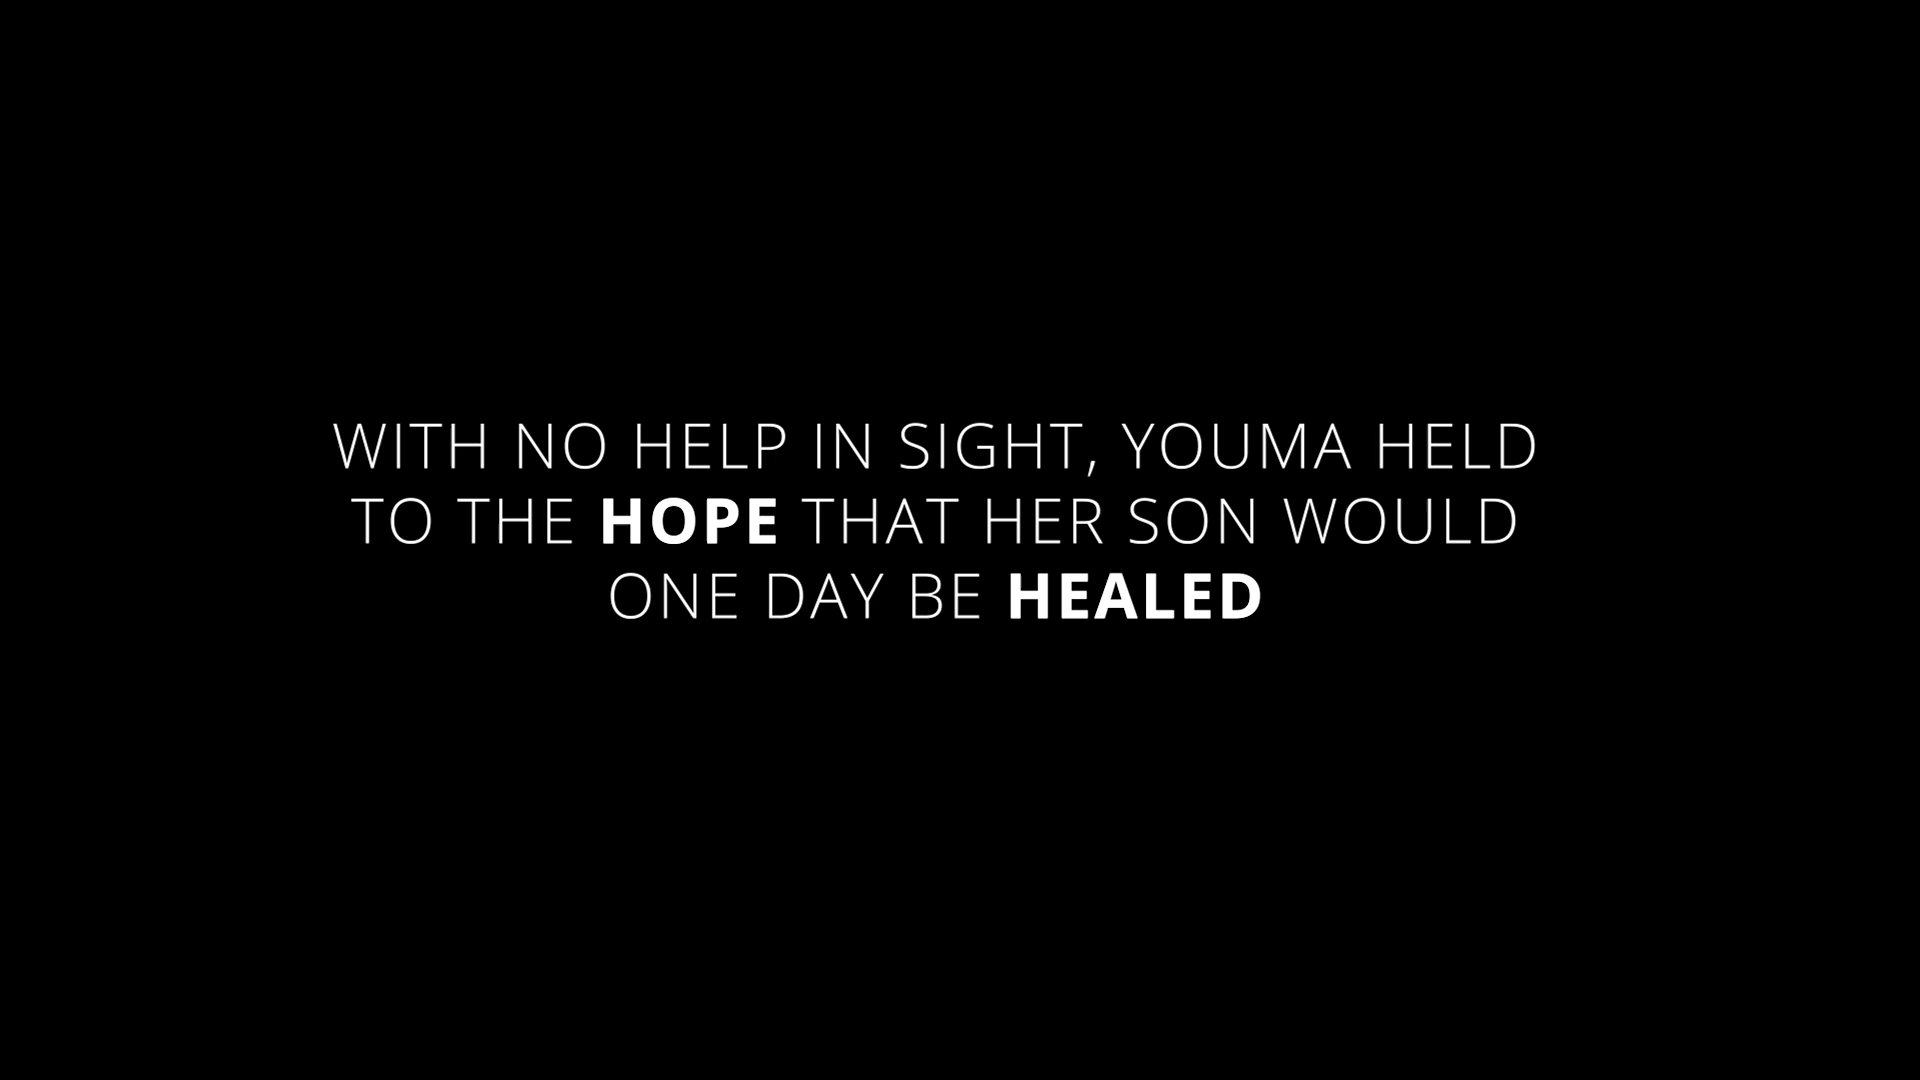 WITH NO HELP IN SIGHT, YOUMA HELD
TO THE HOPE THAT HER SON WOULD
ONE DAY BE HEALED